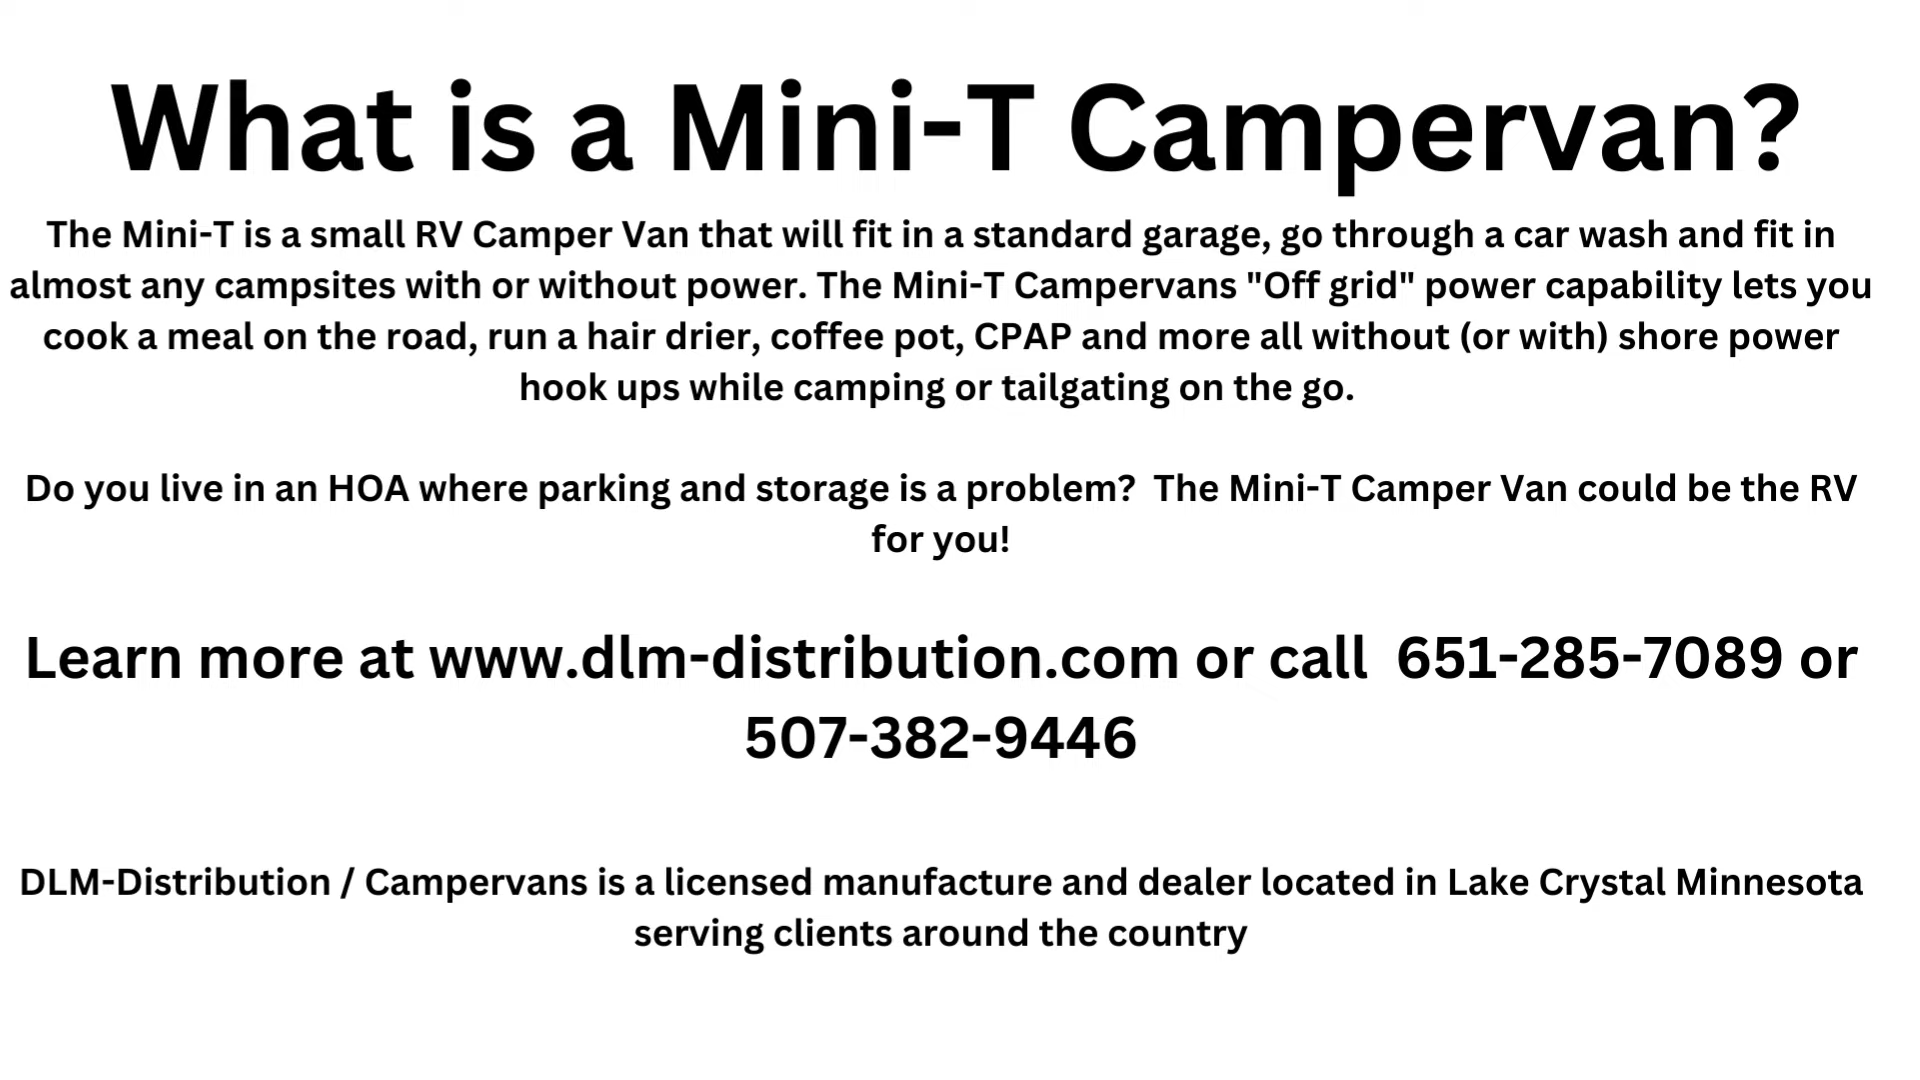 What is a Mini-T Campervan?
The Mini-T is a small RV Camper Van that will fit in a standard garage, go through a car wash and fit in
almost any campsites with or without power. The Mini-T Campervans "Off grid" power capability lets you
cook a meal on the road, run a hair drier, coffee pot, CPAP and more all without (or with) shore power
hook ups while camping or tailgating on the go.
Do you live in an HOA where parking and storage is a problem?  The Mini-T Camper Van could be the RV
for you!
Learn more at www.dlm-distribution.com or call  651-285-7089 or
507-382-9446
DLM-Distribution / Campervans is a licensed manufacture and dealer located in Lake Crystal Minnesota
serving clients around the country